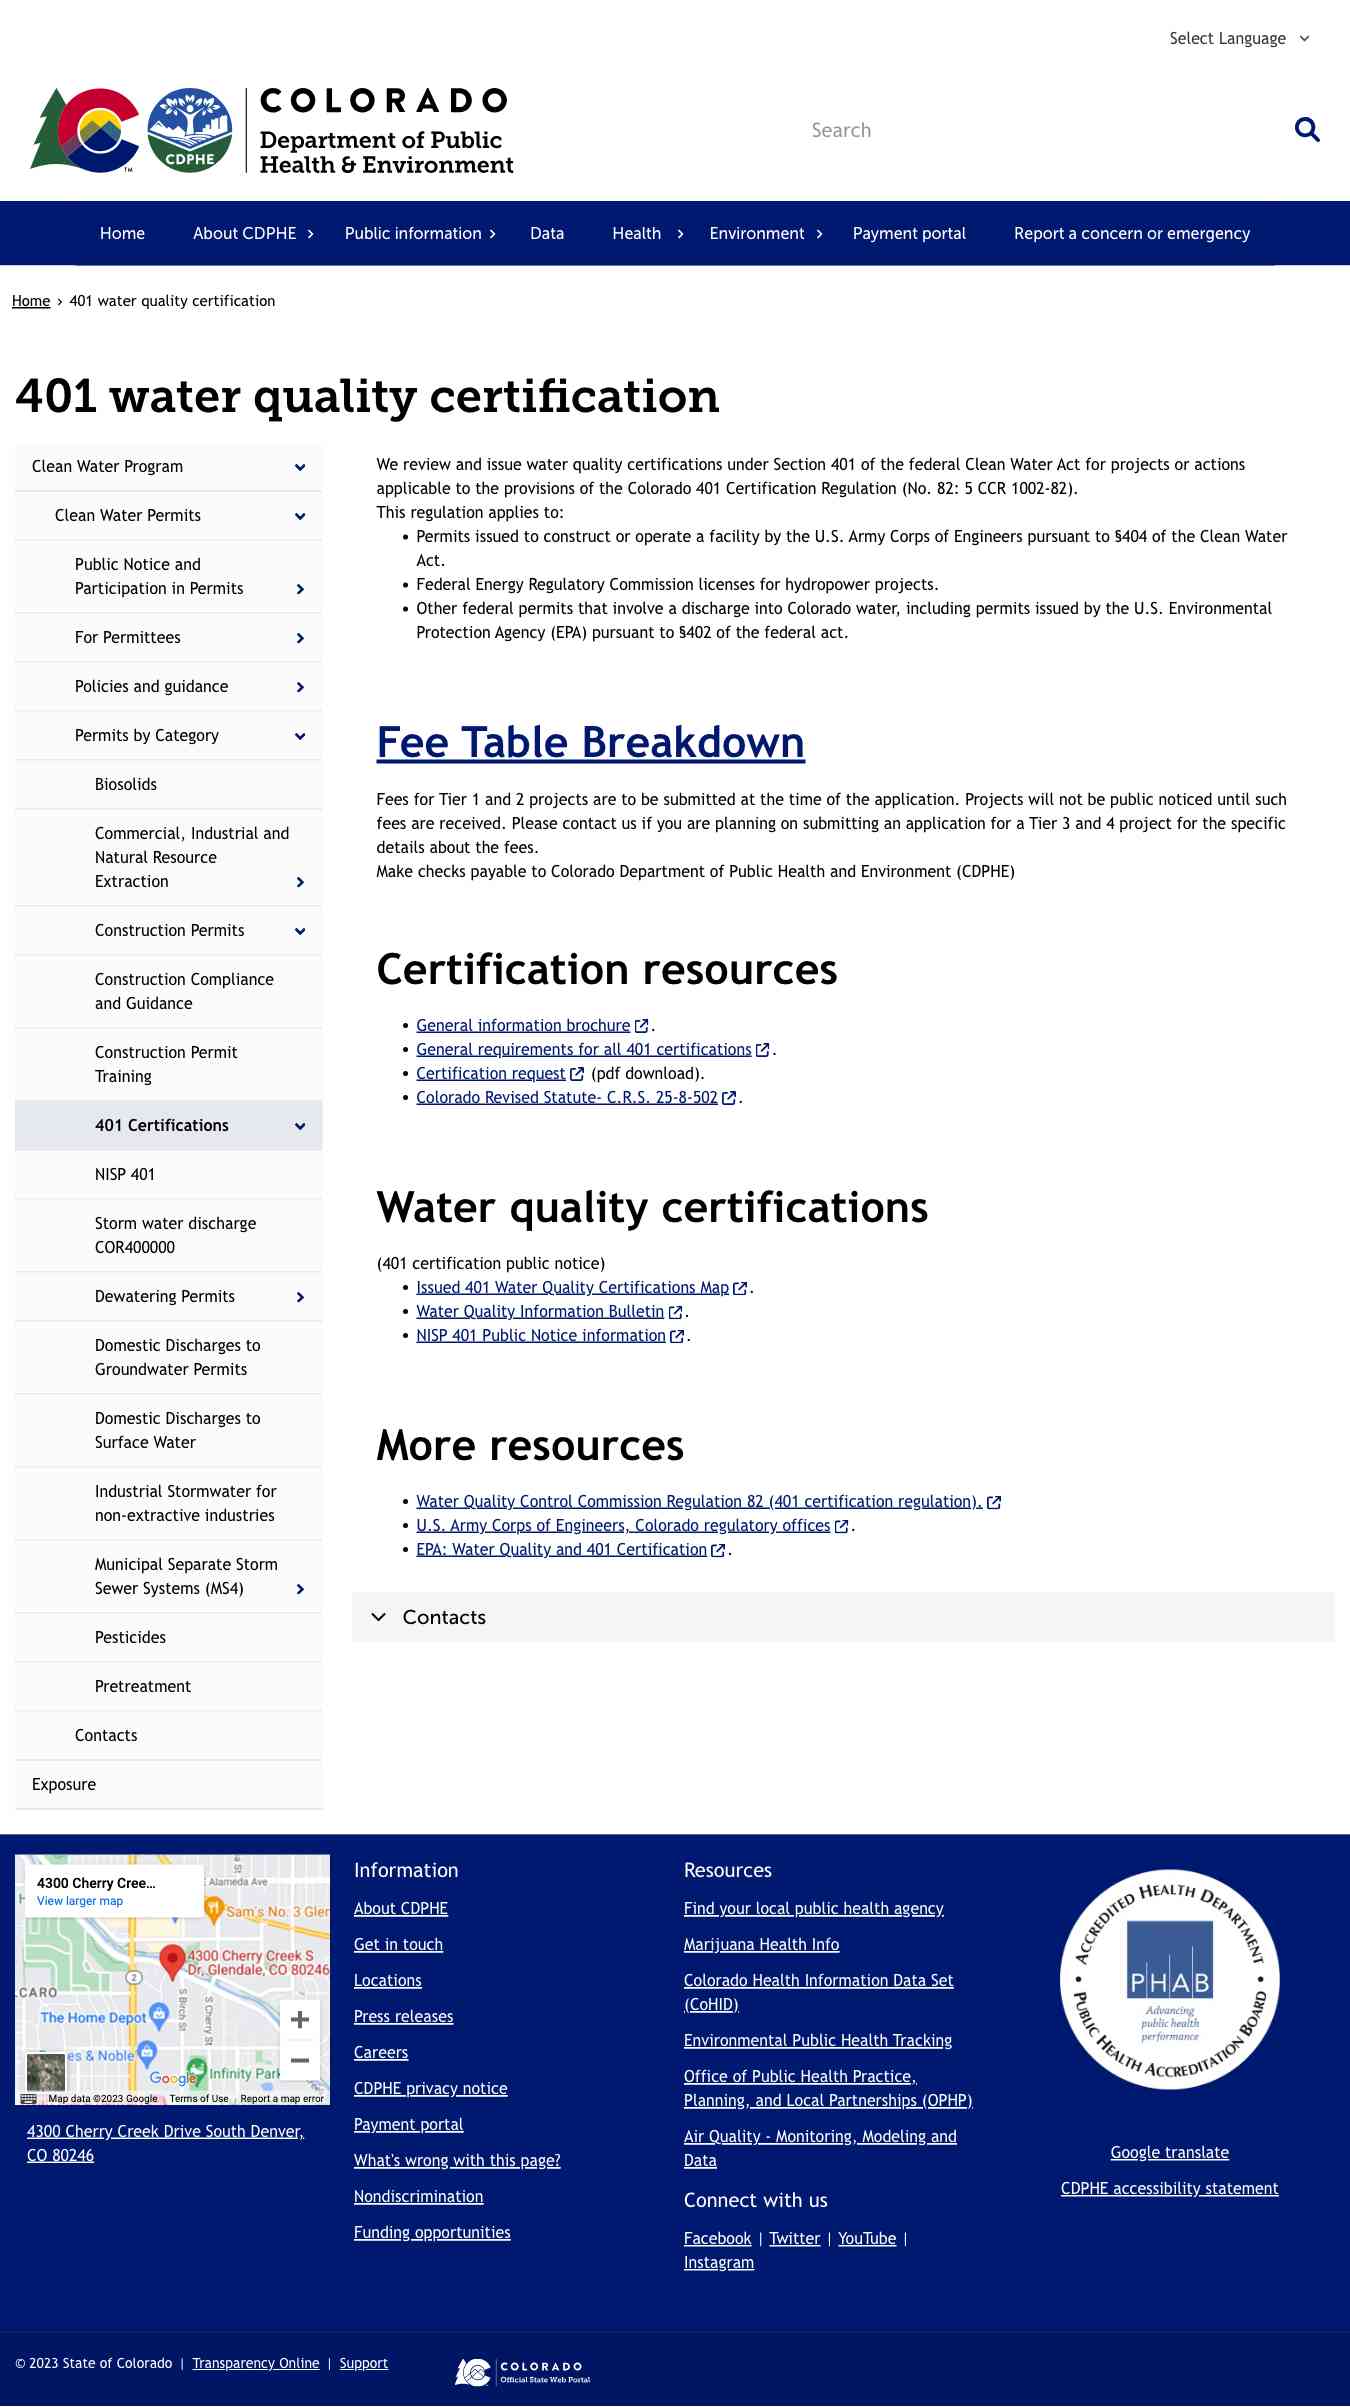 Select Language
COLORADO
Department of Public
Health & Environment
CDPHE
TM
Search
Home
About CDPHE
Public information
Data
Health
Environment
Payment portal
Report a concern or emergency
Home › 401 water quality certification
401 water quality certification
Clean Water Program
Clean Water Permits
Public Notice and
Participation in Permits
For Permittees
Policies and guidance
Permits by Category
Biosolids
Commercial, Industrial and
Natural Resource
Extraction
Construction Permits
Construction Compliance
and Guidance
Construction Permit
Training
401 Certifications
NISP 401
Storm water discharge
COR400000
Dewatering Permits
Domestic Discharges to
Groundwater Permits
Domestic Discharges to
Surface Water
Industrial Stormwater for
non-extractive industries
Municipal Separate Storm
Sewer Systems (MS4)
Pesticides
Pretreatment
Contacts
Exposure
We review and issue water quality certifications under Section 401 of the federal Clean Water Act for projects or actions
applicable to the provisions of the Colorado 401 Certification Regulation (No. 82: 5 CCR 1002-82).
This regulation applies to:
• Permits issued to construct or operate a facility by the U.S. Army Corps of Engineers pursuant to §404 of the Clean Water
Act.
• Federal Energy Regulatory Commission licenses for hydropower projects.
• Other federal permits that involve a discharge into Colorado water, including permits issued by the U.S. Environmental
Protection Agency (EPA) pursuant to §402 of the federal act.
Fee Table Breakdown
Fees for Tier 1 and 2 projects are to be submitted at the time of the application. Projects will not be public noticed until such
fees are received. Please contact us if you are planning on submitting an application for a Tier 3 and 4 project for the specific
details about the fees.
Make checks payable to Colorado Department of Public Health and Environment (CDPHE)
Certification resources
• General information brochure .
• General requirements for all 401 certifications .
• Certification request (pdf download).
• Colorado Revised Statute- C.R.S. 25-8-502 .
Water quality certifications
(401 certification public notice)
• Issued 401 Water Quality Certifications Map .
• Water Quality Information Bulletin .
• NISP 401 Public Notice information .
More resources
• Water Quality Control Commission Regulation 82 (401 certification regulation).
• U.S. Army Corps of Engineers, Colorado regulatory offices .
• EPA: Water Quality and 401 Certification .
Contacts
4300 Cherry Cree...
View larger map
E Alameda Ave
Sam's No. 3 Glen
4300 Cherry Creek S
Dr, Glendale, CO 80246
2
LCARO
S Birch St
S Cherry St
The Home Depot
es & Noble
Infinity Park
Google
Map data ©2023 Google
Terms of Use
Report a map error
4300 Cherry Creek Drive South Denver,
CO 80246
Information
About CDPHE
Get in touch
Locations
Press releases
Careers
CDPHE privacy notice
Payment portal
What's wrong with this page?
Nondiscrimination
Funding opportunities
Resources
Find your local public health agency
Marijuana Health Info
Colorado Health Information Data Set
(CoHID)
Environmental Public Health Tracking
Office of Public Health Practice,
Planning, and Local Partnerships (OPHP)
Air Quality - Monitoring, Modeling and
Data
Connect with us
Facebook | Twitter | YouTube |
Instagram
ACCREDITED HEALTH DEPARTMENT
PHAB
Advancing
public health
performance
• PUBLIC HEALTH ACCREDITATION BOARD •
Google translate
CDPHE accessibility statement
© 2023 State of Colorado | Transparency Online | Support
COLORADO
Official State Web Portal